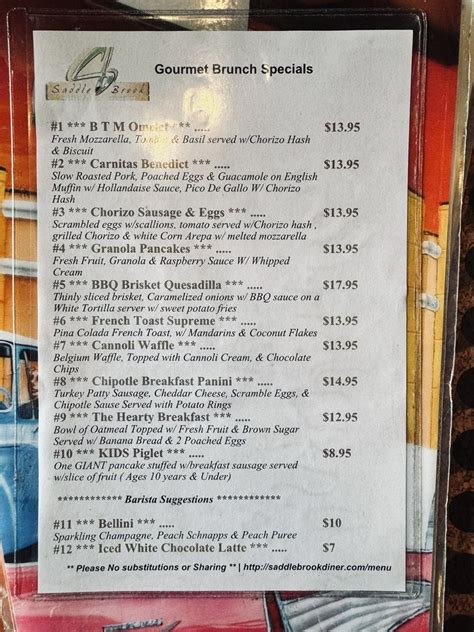 Saddle Brook
Gourmet Brunch Specials
#1 *** B T M Omelet *** ..... $13.95
Fresh Mozzarella, Tomato & Basil served w/Chorizo Hash
& Biscuit
#2 *** Carnitas Benedict *** ..... $13.95
Slow Roasted Pork, Poached Eggs & Guacamole on English
Muffin w/ Hollandaise Sauce, Pico De Gallo W/ Chorizo
Hash
#3 *** Chorizo Sausage & Eggs *** ..... $13.95
Scrambled eggs w/scallions, tomato served w/Chorizo hash ,
grilled Chorizo & white Corn Arepa w/ melted mozzarella
#4 *** Granola Pancakes *** ..... $13.95
Fresh Fruit, Granola & Raspberry Sauce W/ Whipped
Cream
#5 *** BBQ Brisket Quesadilla *** ..... $17.95
Thinly sliced brisket, Caramelized onions w/ BBQ sauce on a
White Tortilla server w/ sweet potato fries
#6 *** French Toast Supreme *** ..... $13.95
Pina Colada French Toast, w/ Mandarins & Coconut Flakes
#7 *** Cannoli Waffle *** ..... $13.95
Belgium Waffle, Topped with Cannoli Cream, & Chocolate
Chips
#8 *** Chipotle Breakfast Panini *** ..... $14.95
Turkey Patty Sausage, Cheddar Cheese, Scramble Eggs, &
Chipotle Sause Served with Potato Rings
#9 *** The Hearty Breakfast *** ..... $12.95
Bowl of Oatmeal Topped w/ Fresh Fruit & Brown Sugar
Served w/ Banana Bread & 2 Poached Eggs
#10 *** KIDS Piglet *** ..... $8.95
One GIANT pancake stuffed w/breakfast sausage served
w/slice of fruit ( Ages 10 years & Under)
************ Barista Suggestions ***********
#11 *** Bellini *** ..... $10
Sparkling Champagne, Peach Schnapps & Peach Puree
#12 *** Iced White Chocolate Latte *** ..... $7
** Please No substitutions or Sharing ** | http://saddlebrookdiner.com/menu